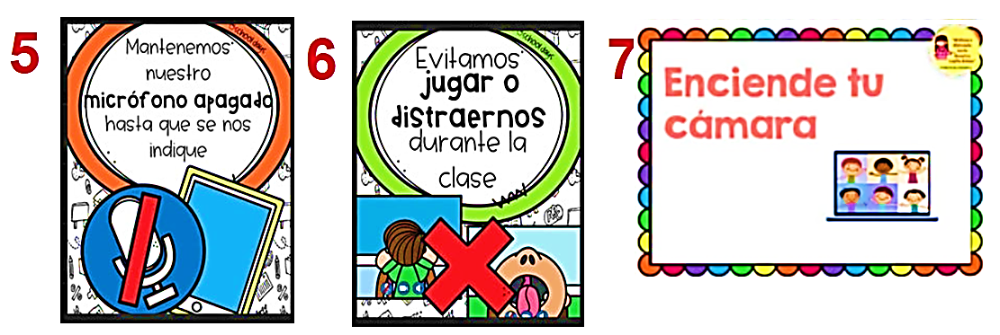 5
Mantenemos
nuestro
micrófono apagado
hasta que se nos
indique
6
Evitamos
jugar o
distraernos
durante la
clase
7
Enciende tu
cámara